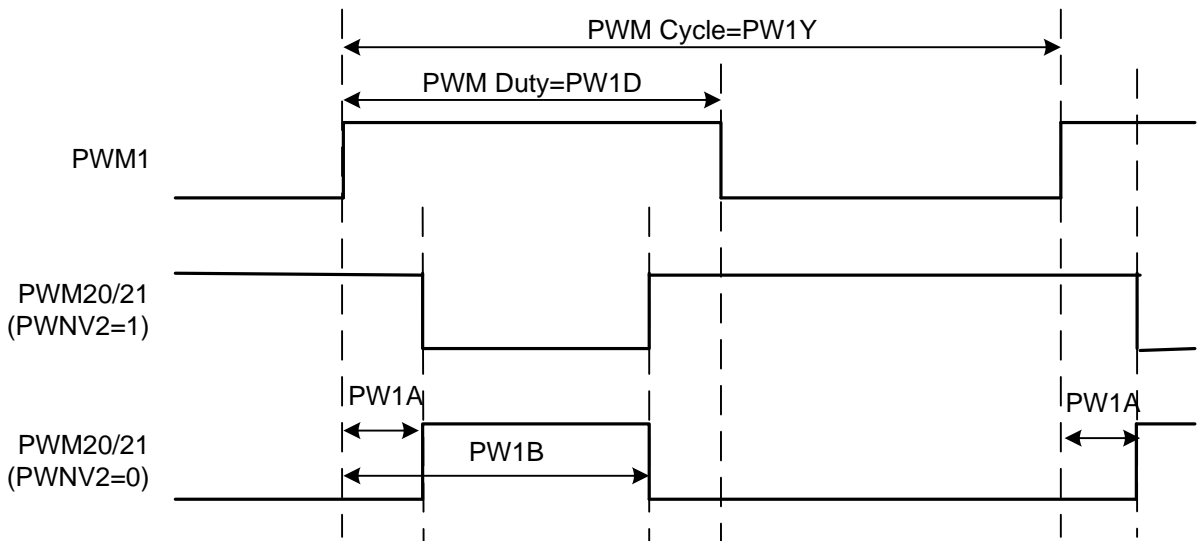 PWM Cycle=PW1Y
PWM Duty=PW1D
PWM1
PWM20/21
(PWNV2=1)
PW1A
PW1A
PWM20/21
(PWNV2=0)
PW1B